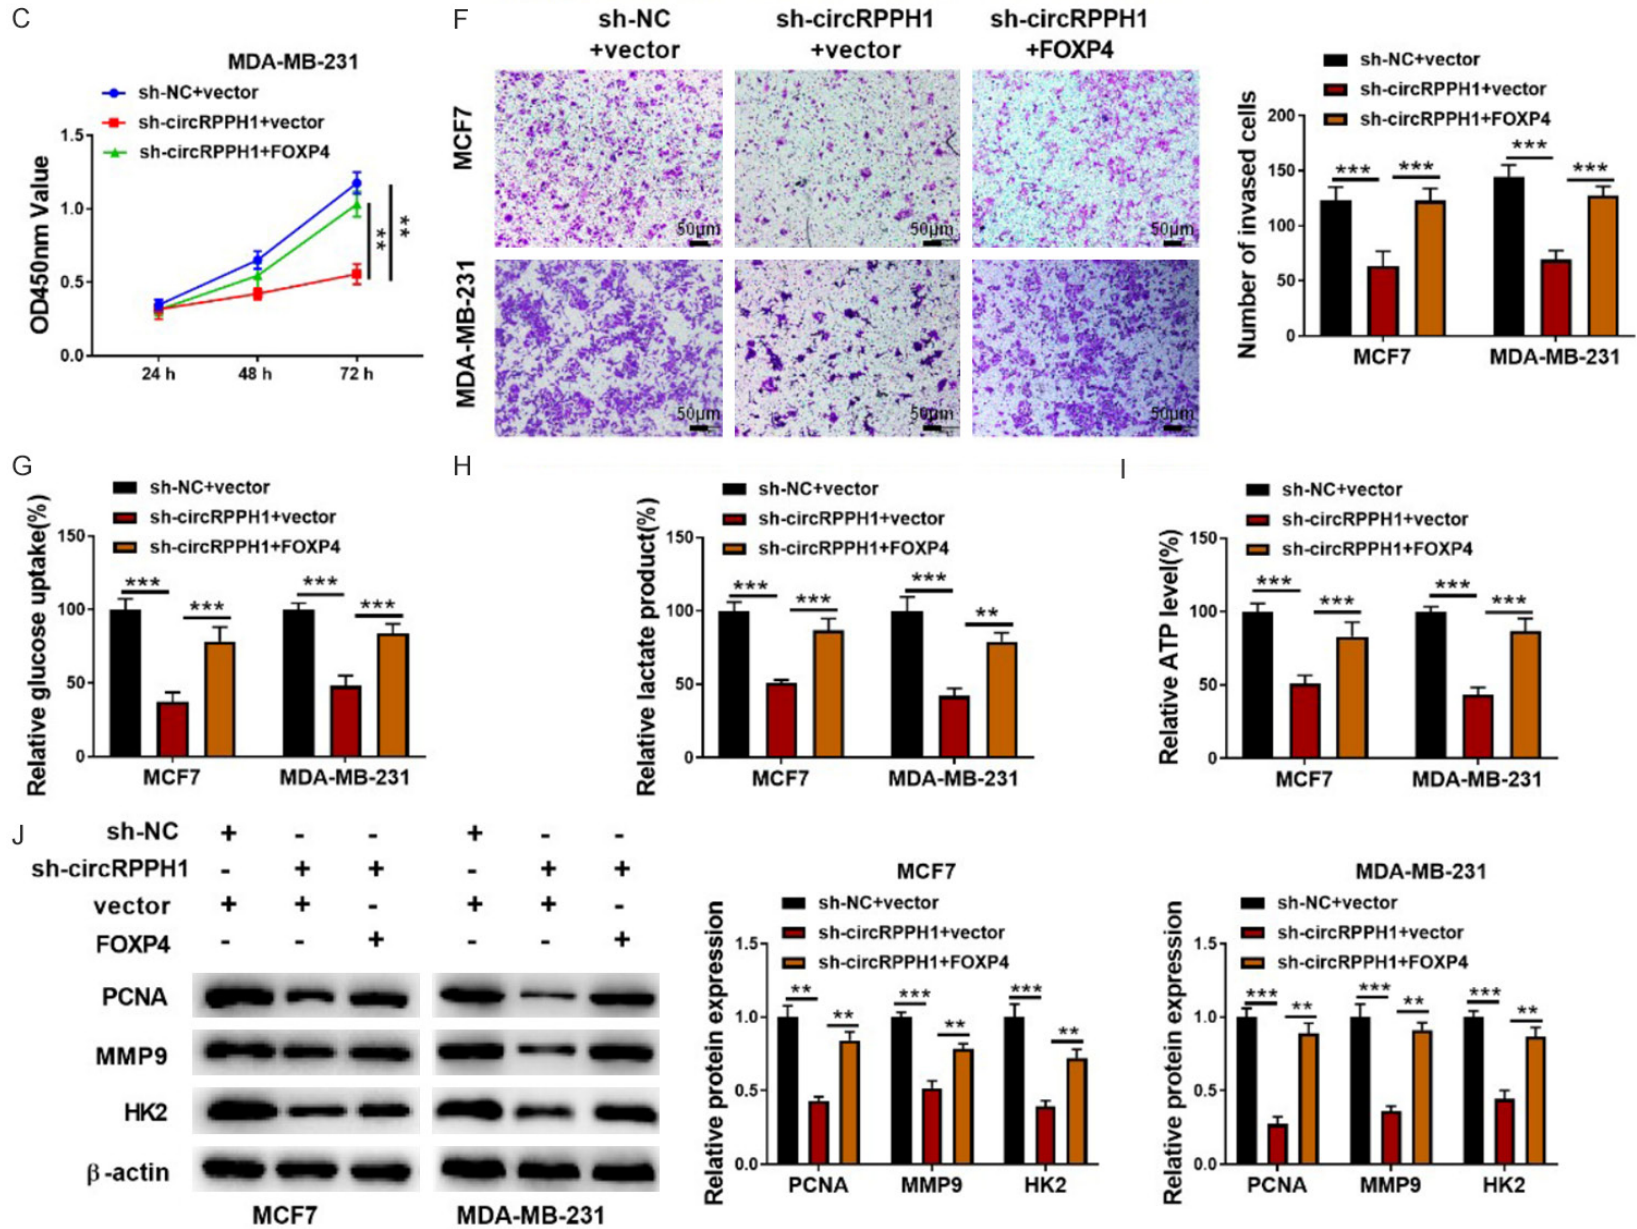 C
MDA-MB-231
sh-NC+vector
sh-circRPPH1+vector
sh-circRPPH1+FOXP4
OD450nm Value
1.5
1.0
0.5
0.0
24 h
48 h
72 h
**
**
F
sh-NC
+vector
sh-circRPPH1
+vector
sh-circRPPH1
+FOXP4
MCF7
50μm
50μm
50μm
MDA-MB-231
50μm
50μm
50μm
sh-NC+vector
sh-circRPPH1+vector
sh-circRPPH1+FOXP4
Number of invased cells
200
150
100
50
0
***
***
***
***
MCF7
MDA-MB-231
G
sh-NC+vector
sh-circRPPH1+vector
sh-circRPPH1+FOXP4
Relative glucose uptake(%)
150
100
50
0
***
***
***
***
MCF7
MDA-MB-231
H
sh-NC+vector
sh-circRPPH1+vector
sh-circRPPH1+FOXP4
Relative lactate product(%)
150
100
50
0
***
***
***
**
MCF7
MDA-MB-231
I
sh-NC+vector
sh-circRPPH1+vector
sh-circRPPH1+FOXP4
Relative ATP level(%)
150
100
50
0
***
***
***
***
MCF7
MDA-MB-231
J
sh-NC + - - + - -
sh-circRPPH1 - + + - + +
vector + + - + + -
FOXP4 - - + - - +
PCNA
MMP9
HK2
β-actin
MCF7
MDA-MB-231
MCF7
sh-NC+vector
sh-circRPPH1+vector
sh-circRPPH1+FOXP4
Relative protein expression
1.5
1.0
0.5
0.0
**
**
***
**
***
**
PCNA
MMP9
HK2
MDA-MB-231
sh-NC+vector
sh-circRPPH1+vector
sh-circRPPH1+FOXP4
Relative protein expression
1.5
1.0
0.5
0.0
***
**
***
**
***
**
PCNA
MMP9
HK2